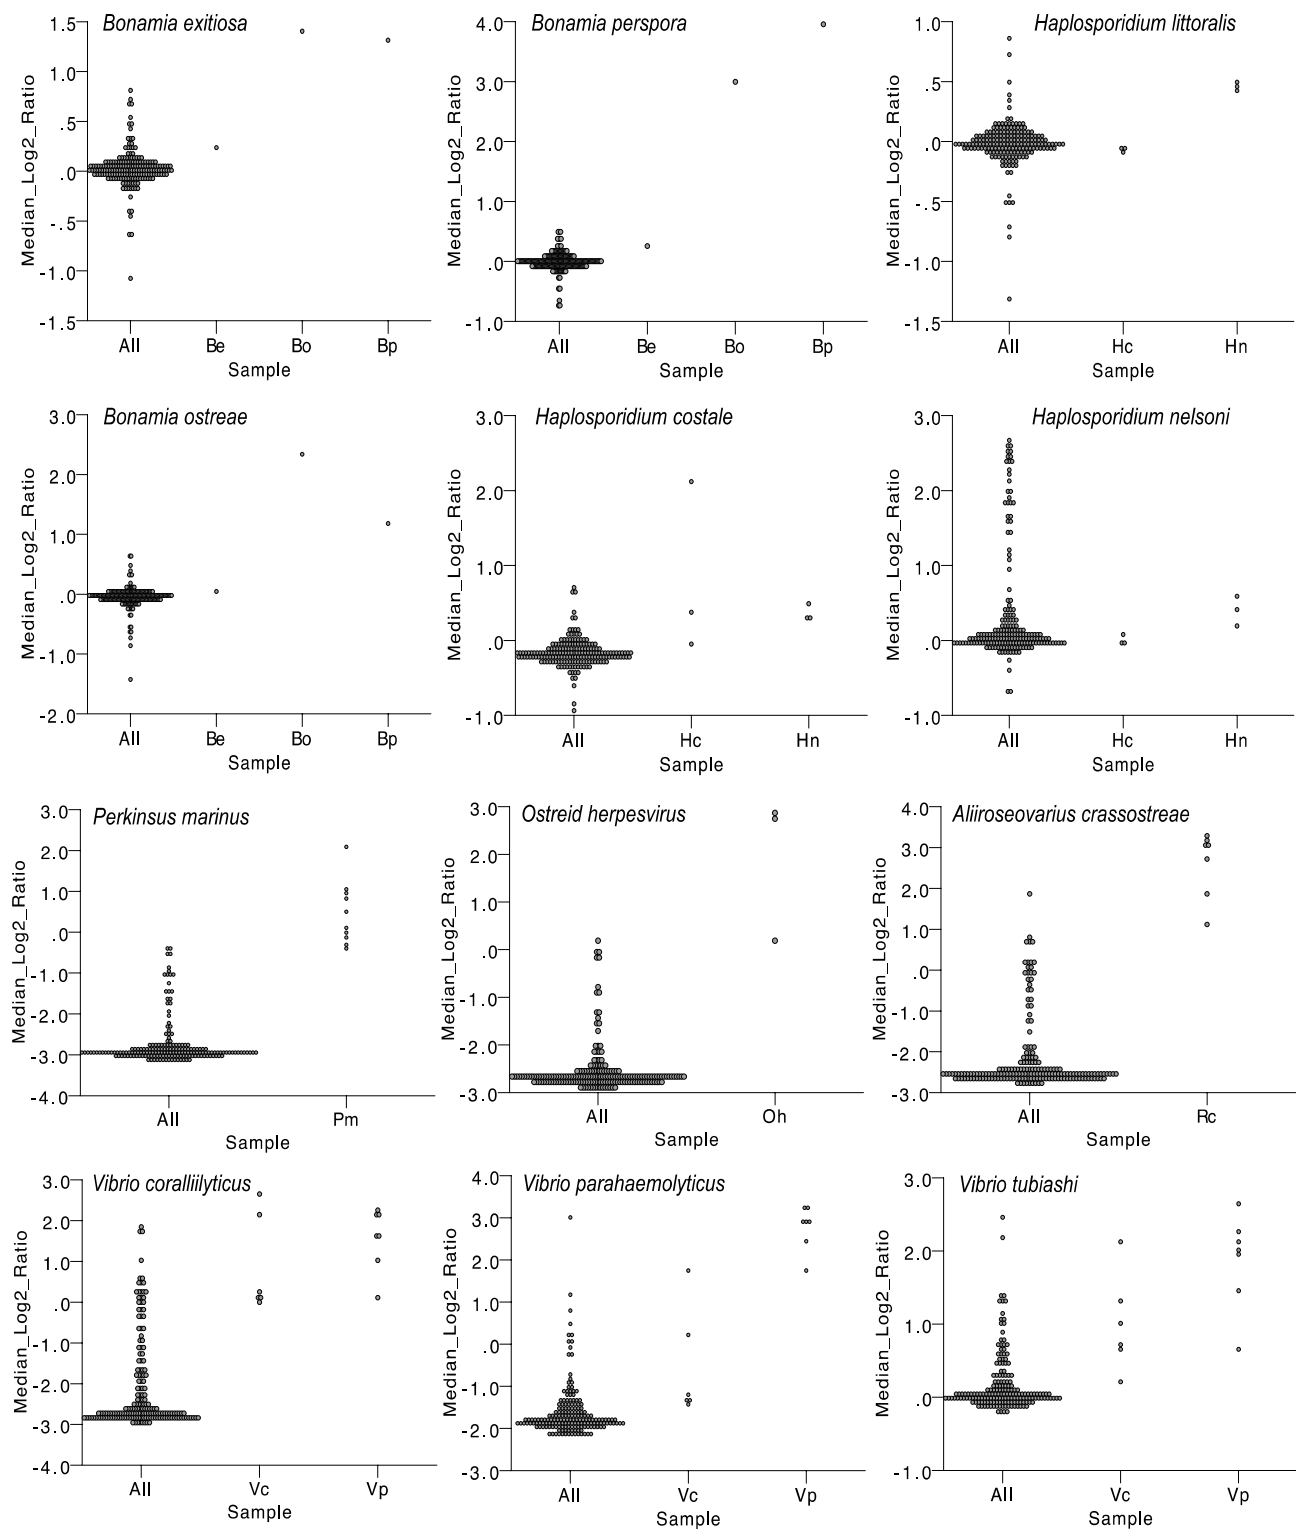 Bonamia exitiosa
Median_Log2_Ratio
1.5
1.0
.5
.0
-.5
-1.0
-1.5
All Be Bo Bp
Sample
Bonamia perspora
Median_Log2_Ratio
4.0
3.0
2.0
1.0
.0
-1.0
All Be Bo Bp
Sample
Haplosporidium littoralis
Median_Log2_Ratio
1.0
.5
.0
-.5
-1.0
-1.5
All Hc Hn
Sample
Bonamia ostreae
Median_Log2_Ratio
3.0
2.0
1.0
.0
-1.0
-2.0
All Be Bo Bp
Sample
Haplosporidium costale
Median_Log2_Ratio
3.0
2.0
1.0
.0
-1.0
All Hc Hn
Sample
Haplosporidium nelsoni
Median_Log2_Ratio
3.0
2.0
1.0
.0
-1.0
All Hc Hn
Sample
Perkinsus marinus
Median_Log2_Ratio
3.0
2.0
1.0
.0
-1.0
-2.0
-3.0
-4.0
All Pm
Sample
Ostreid herpesvirus
Median_Log2_Ratio
3.0
2.0
1.0
.0
-1.0
-2.0
-3.0
All Oh
Sample
Aliiroseovarius crassostreae
Median_Log2_Ratio
4.0
3.0
2.0
1.0
.0
-1.0
-2.0
-3.0
All Rc
Sample
Vibrio coralliilyticus
Median_Log2_Ratio
3.0
2.0
1.0
.0
-1.0
-2.0
-3.0
-4.0
All Vc Vp
Sample
Vibrio parahaemolyticus
Median_Log2_Ratio
4.0
3.0
2.0
1.0
.0
-1.0
-2.0
-3.0
All Vc Vp
Sample
Vibrio tubiashi
Median_Log2_Ratio
3.0
2.0
1.0
.0
-1.0
All Vc Vp
Sample